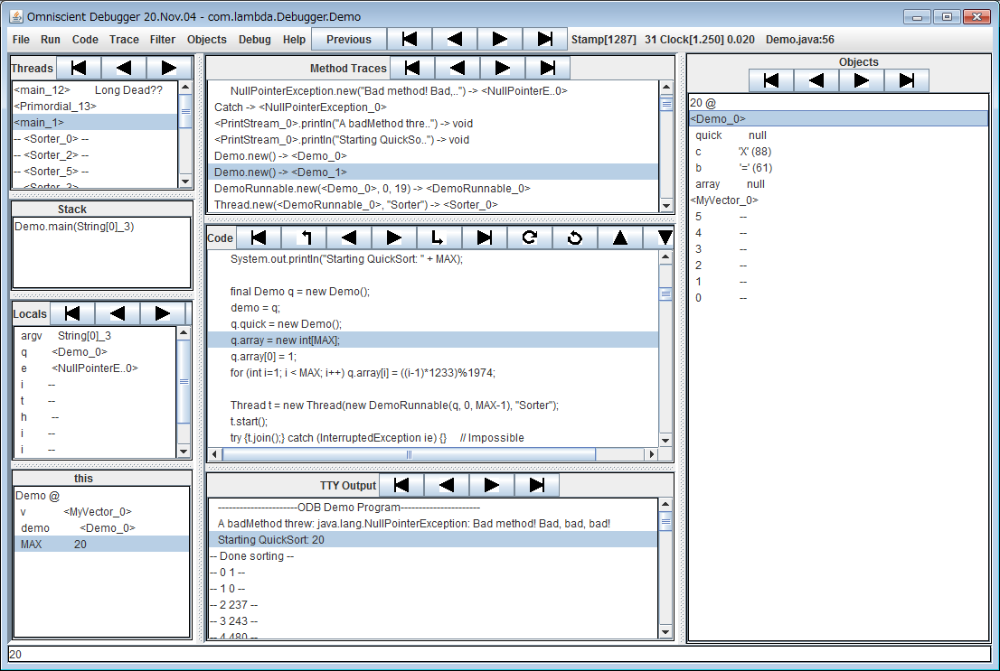 Omniscient Debugger 20.Nov.04 - com.lambda.Debugger.Demo
File Run Code Trace Filter Objects Debug Help Previous Stamp[1287] 31 Clock[1.250] 0.020 Demo.java:56
Threads
<main_12> Long Dead??
<Primordial_13>
<main_1>
-- <Sorter_0> --
-- <Sorter_2> --
-- <Sorter_5> --
Stack
Demo.main(String[0]_3)
Locals
argv String[0]_3
q <Demo_0>
e <NullPointerE..0>
i --
t --
h --
i --
i --
this
Demo @
v <MyVector_0>
demo <Demo_0>
MAX 20
Method Traces
NullPointerException.new("Bad method! Bad,..") -> <NullPointerE..0>
Catch -> <NullPointerException_0>
<PrintStream_0>.println("A badMethod thre..") -> void
<PrintStream_0>.println("Starting QuickSo..") -> void
Demo.new() -> <Demo_0>
Demo.new() -> <Demo_1>
DemoRunnable.new(<Demo_0>, 0, 19) -> <DemoRunnable_0>
Thread.new(<DemoRunnable_0>, "Sorter") -> <Sorter_0>
Code
System.out.println("Starting QuickSort: " + MAX);
final Demo q = new Demo();
demo = q;
q.quick = new Demo();
q.array = new int[MAX];
q.array[0] = 1;
for (int i=1; i < MAX; i++) q.array[i] = ((i-1)*1233)%1974;
Thread t = new Thread(new DemoRunnable(q, 0, MAX-1), "Sorter");
t.start();
try {t.join();} catch (InterruptedException ie) {} // Impossible
TTY Output
----------------------ODB Demo Program----------------------
A badMethod threw: java.lang.NullPointerException: Bad method! Bad, bad, bad!
Starting QuickSort: 20
-- Done sorting --
-- 0 1 --
-- 1 0 --
-- 2 237 --
-- 3 243 --
-- 4 480 --
Objects
20 @
<Demo_0>
quick null
c 'X' (88)
b '=' (61)
array null
<MyVector_0>
5 --
4 --
3 --
2 --
1 --
0 --
20